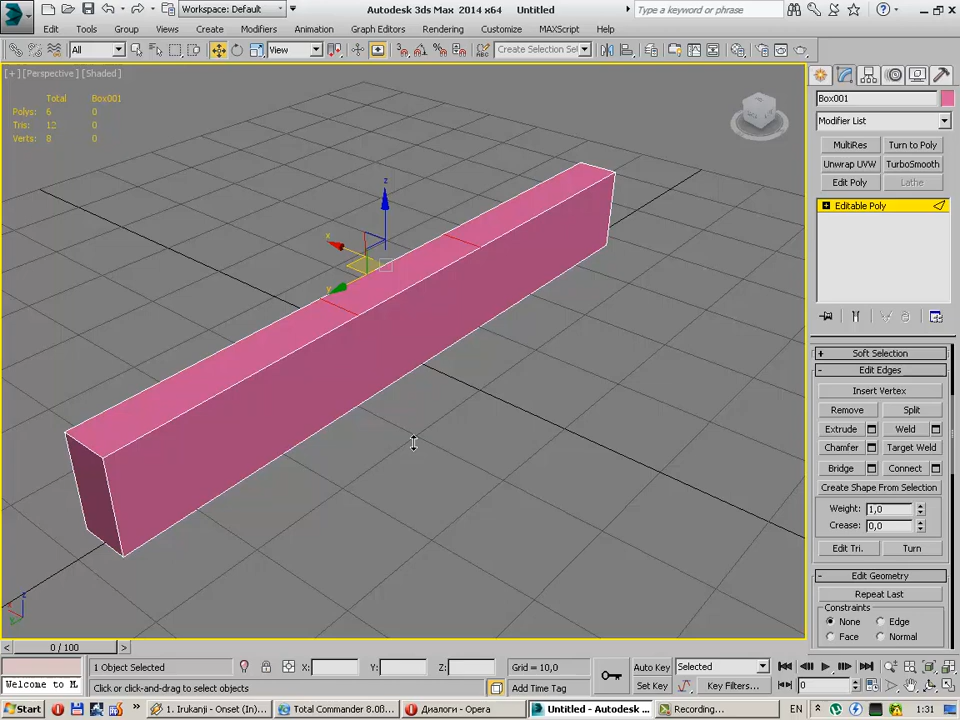 Workspace: Default
Autodesk 3ds Max 2014 x64
Untitled
Type a keyword or phrase
Edit Tools Group Views Create Modifiers Animation Graph Editors Rendering Customize MAXScript Help
All
View
Create Selection Se
[+] [Perspective] [Shaded]
Total Box001
Polys: 6 0
Tris: 12 0
Verts: 8 0
z
x
y
Box001
Modifier List
MultiRes Turn to Poly
Unwrap UVW TurboSmooth
Edit Poly Lathe
Editable Poly
Soft Selection
Edit Edges
Insert Vertex
Remove Split
Extrude Weld
Chamfer Target Weld
Bridge Connect
Create Shape From Selection
Weight: 1,0
Crease: 0,0
Edit Tri. Turn
Edit Geometry
Repeat Last
Constraints
None Edge
Face Normal
0 / 100
1 Object Selected
X: Y: Z:
Grid = 10,0
Auto Key Selected
Welcome to M
Click or click-and-drag to select objects
Add Time Tag
Set Key Key Filters...
0
Start
1. Irukanji - Onset (In)...
Total Commander 8.0...
Диалоги - Opera
Untitled - Autodesk ...
Recording...
EN
1:31